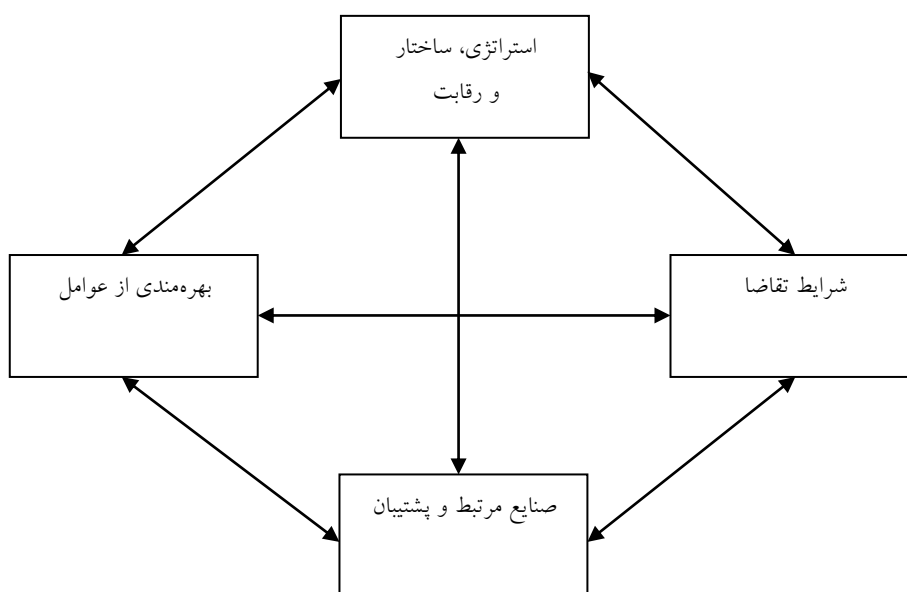 استراتژی، ساختار
و رقابت
شرایط تقاضا
بهره‌مندی از عوامل
صنایع مرتبط و پشتیبان